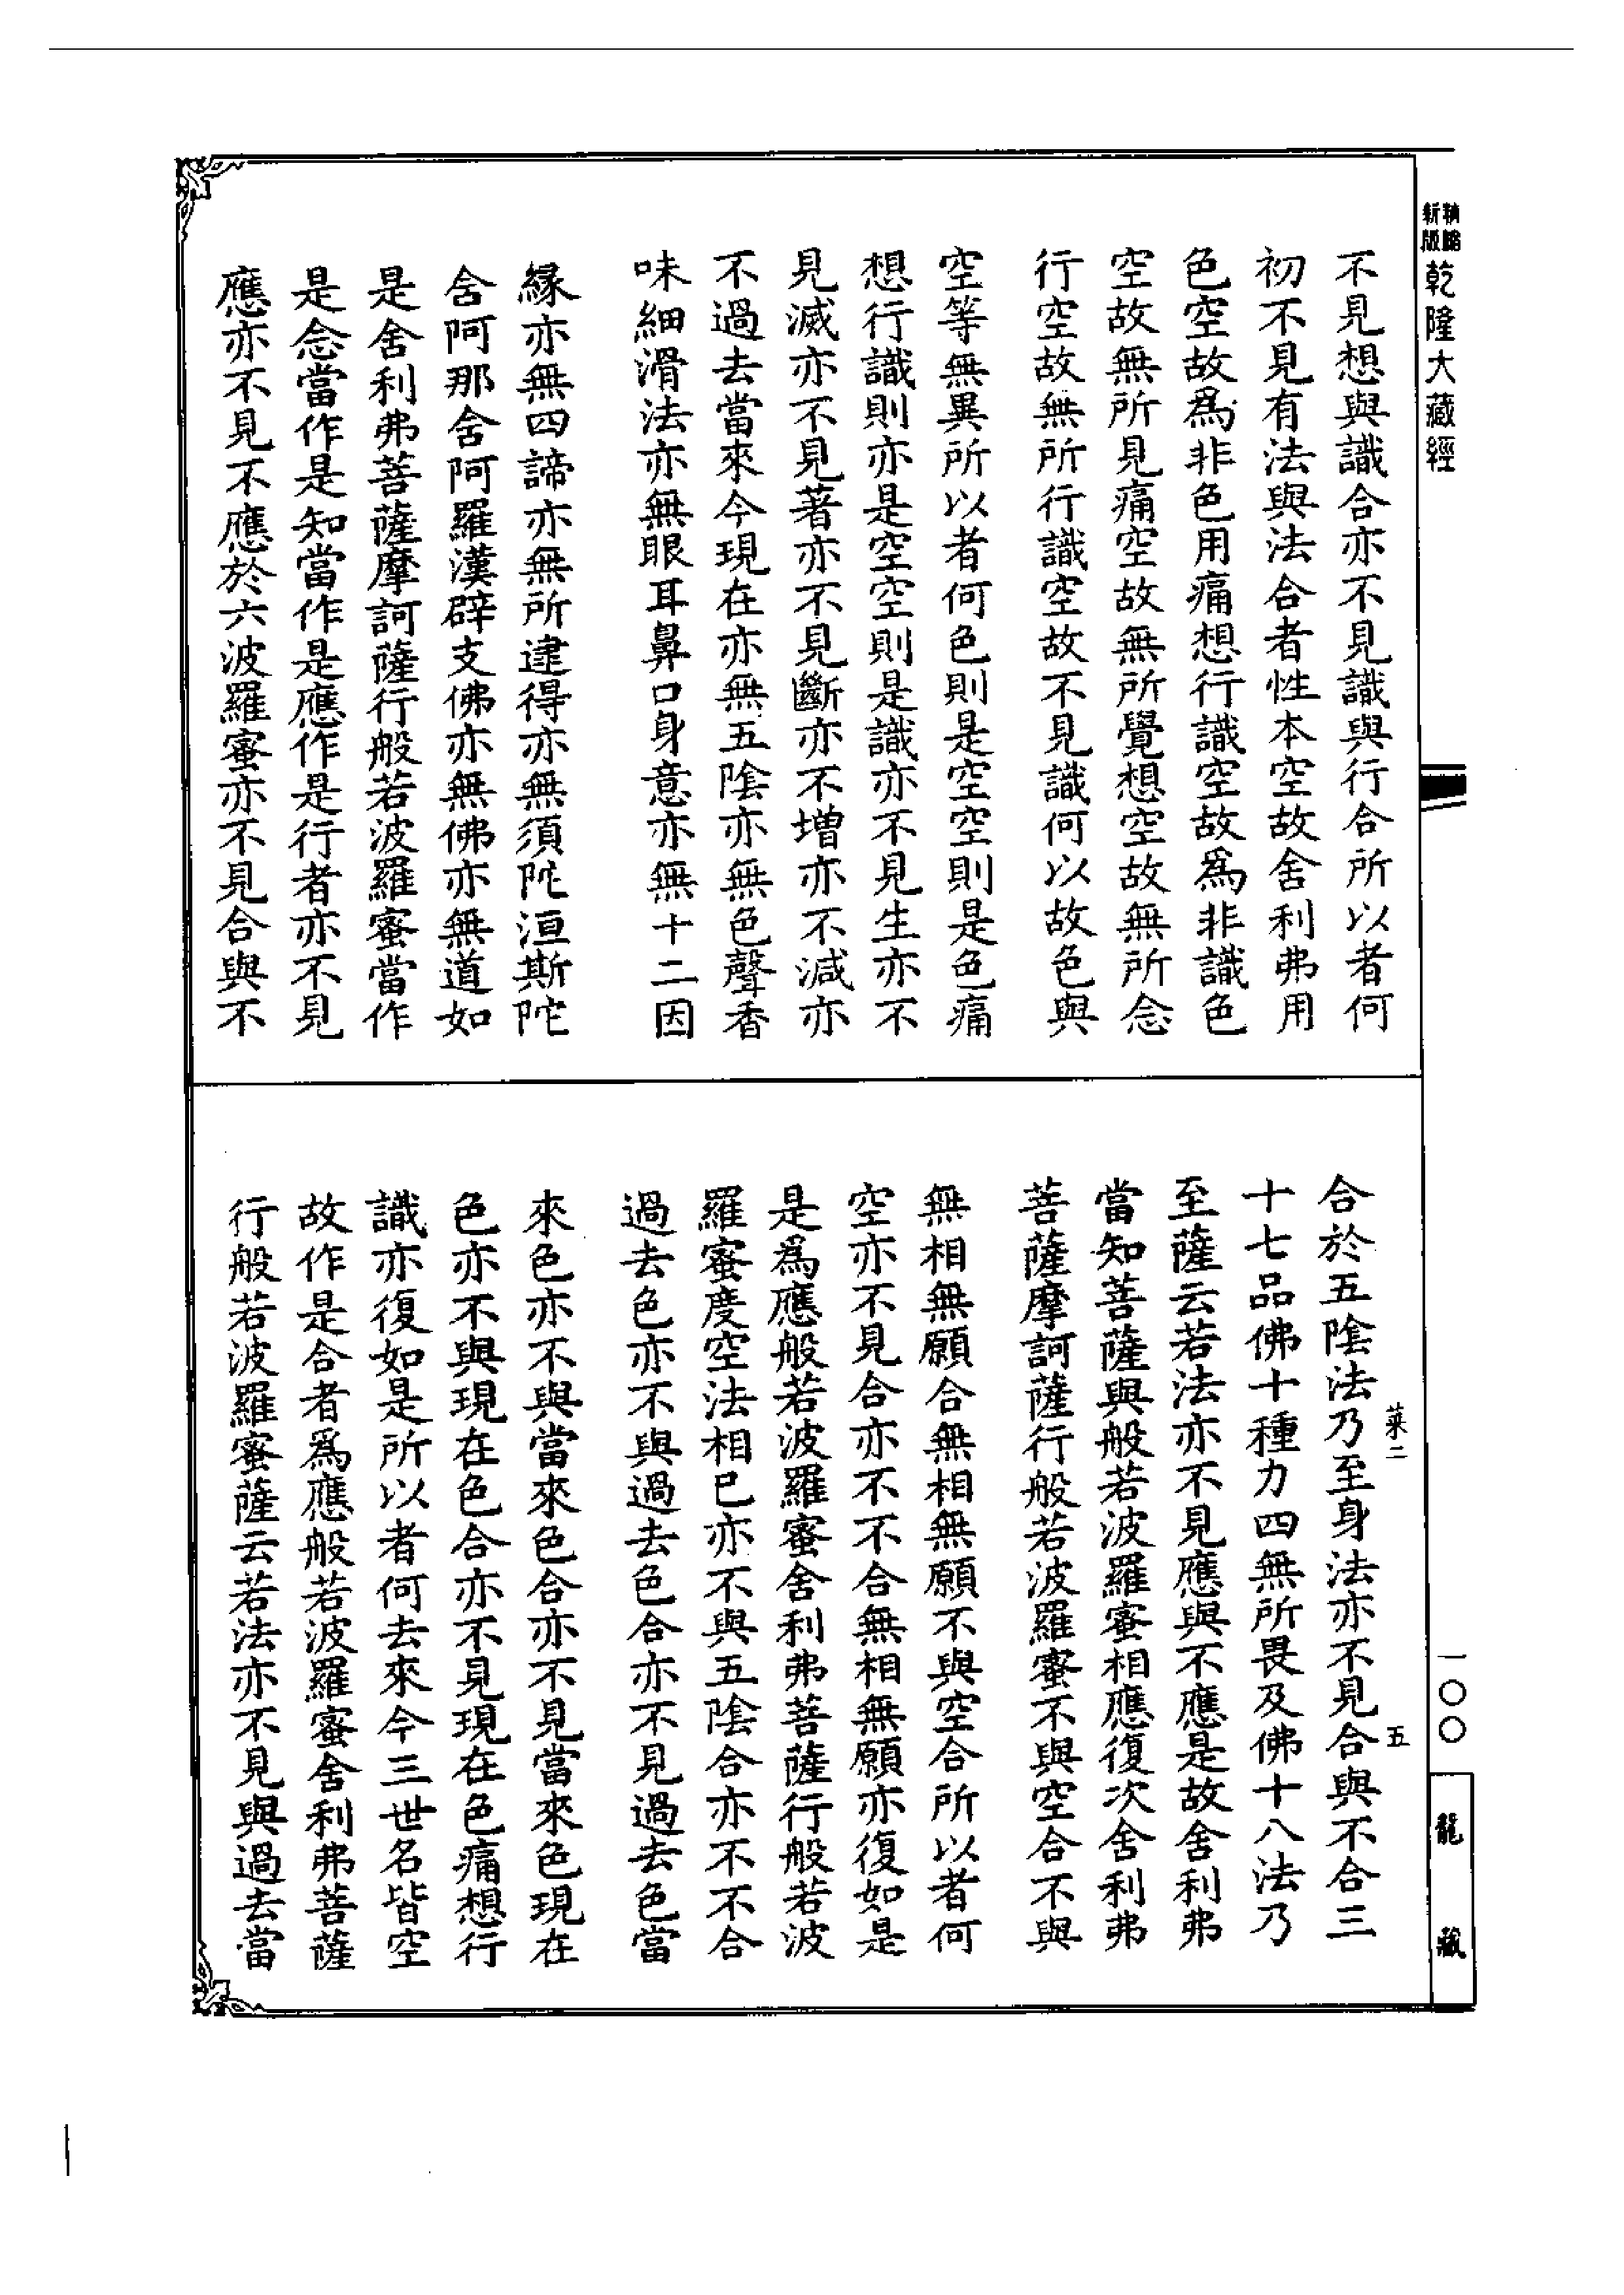 新版
乾隆大藏經
不見想與識合亦不見識與行合所以者何
初不見有法與法合者性本空故舍利弗用
色空故爲非色用痛想行識空故爲非識色
空故無所見痛空故無所覺想空故無所念
行空故無所行識空故不見識何以故色與
空等無異所以者何色則是空空則是色痛
想行識則亦是空空則是識亦不見生亦不
見滅亦不見著亦不見斷亦不增亦不減亦
不過去當來今現在亦無五陰亦無色聲香
味細滑法亦無眼耳鼻口身意亦無十二因
緣亦無四諦亦無所逮得亦無須陀洹斯陀
含阿那含阿羅漢辟支佛亦無佛亦無道如
是舍利弗菩薩摩訶薩行般若波羅蜜當作
是念當作是知當作是應作是行者亦不見
應亦不見不應於六波羅蜜亦不見合與不
合於五陰法乃至身法亦不見合與不合三
十七品佛十種力四無所畏及佛十八法乃
至薩云若法亦不見應與不應是故舍利弗
當知菩薩與般若波羅蜜相應復次舍利弗
菩薩摩訶薩行般若波羅蜜不與空合不與
無相無願合無相無願不與空合所以者何
空亦不見合亦不不合無相無願亦復如是
是爲應般若波羅蜜舍利弗菩薩行般若波
羅蜜度空法相已亦不與五陰合亦不不合
過去色亦不與過去色合亦不見過去色當
來色亦不與當來色合亦不見當來色現在
色亦不與現在色合亦不見現在色痛想行
識亦復如是所以者何去來今三世名皆空
故作是合者爲應般若波羅蜜舍利弗菩薩
行般若波羅蜜薩云若法亦不見與過去當
菜二
五
一〇〇
龍藏